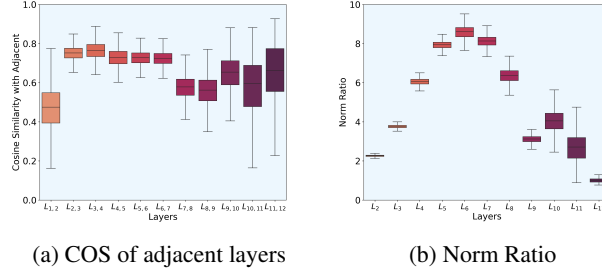 1.0
0.8
0.6
0.4
0.2
0.0
Cosine Similarity with Adjacent
L1,2 L2,3 L3,4 L4,5 L5,6 L6,7 L7,8 L8,9 L9,10 L10,11 L11,12
Layers
(a) COS of adjacent layers
10
8
6
4
2
0
Norm Ratio
L2 L3 L4 L5 L6 L7 L8 L9 L10 L11 L1
Layers
(b) Norm Ratio